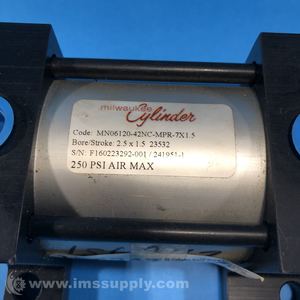 milwaukee
Cylinder
Code: MN06120-42NC-MPR-7X1.5
Bore/Stroke: 2.5 x 1.5 23532
S/N: F160223292-001 / 241951-1
250 PSI AIR MAX
© www.imssupply.com